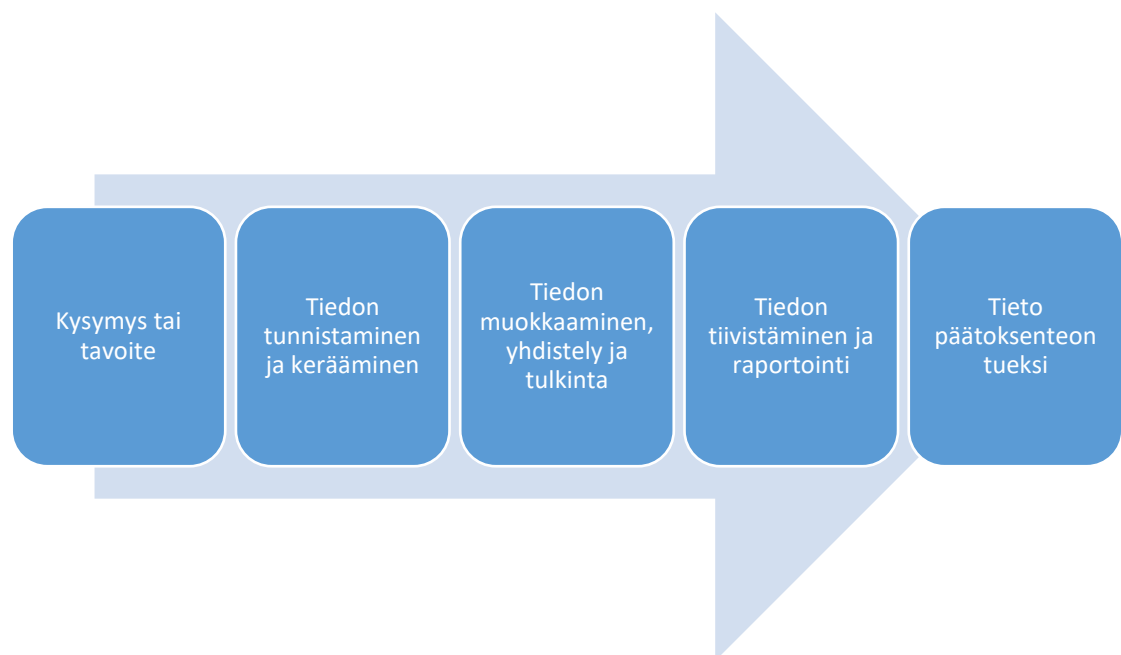 Kysymys tai
tavoite
Tiedon
tunnistaminen
ja kerääminen
Tiedon
muokkaaminen,
yhdistely ja
tulkinta
Tiedon
tiivistäminen ja
raportointi
Tieto
päätoksenteon
tueksi